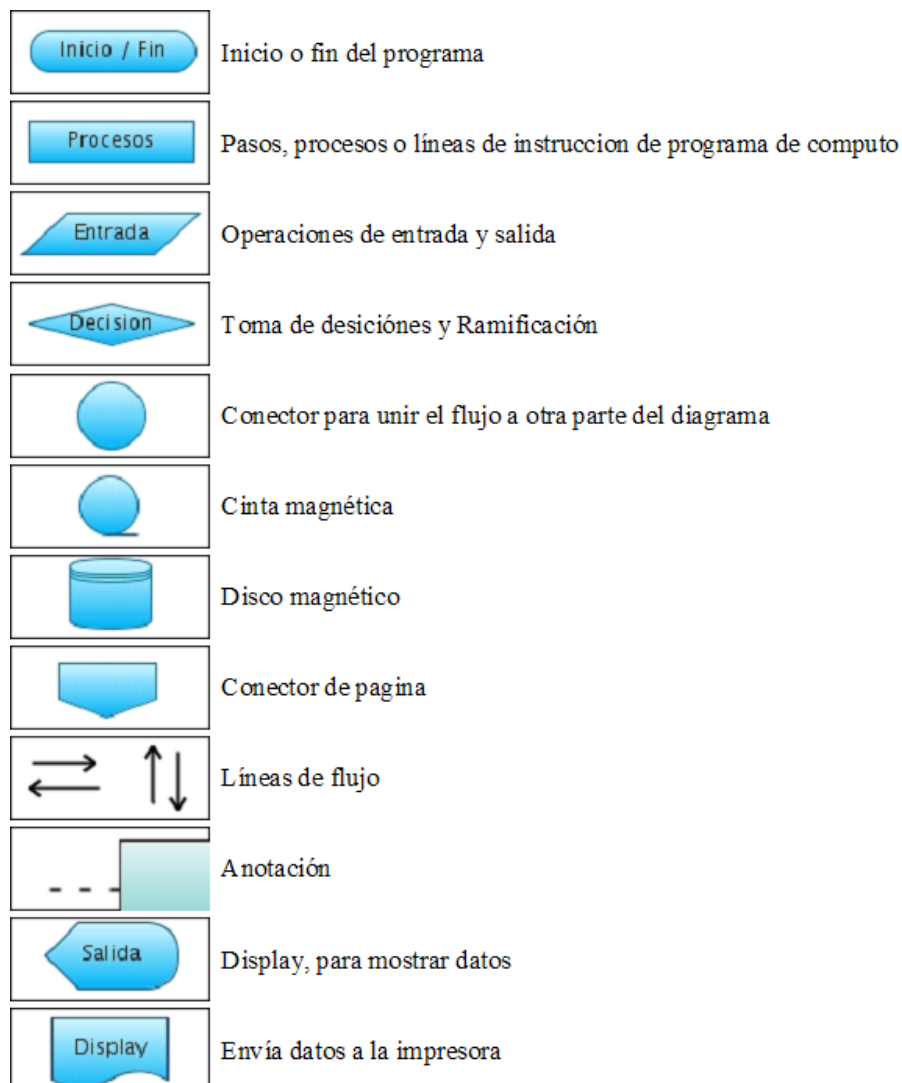 Inicio / Fin Inicio o fin del programa
Procesos Pasos, procesos o líneas de instruccion de programa de computo
Entrada Operaciones de entrada y salida
Decision Toma de desiciónes y Ramificación
Conector para unir el flujo a otra parte del diagrama
Cinta magnética
Disco magnético
Conector de pagina
Líneas de flujo
Anotación
Salida Display, para mostrar datos
Display Envía datos a la impresora